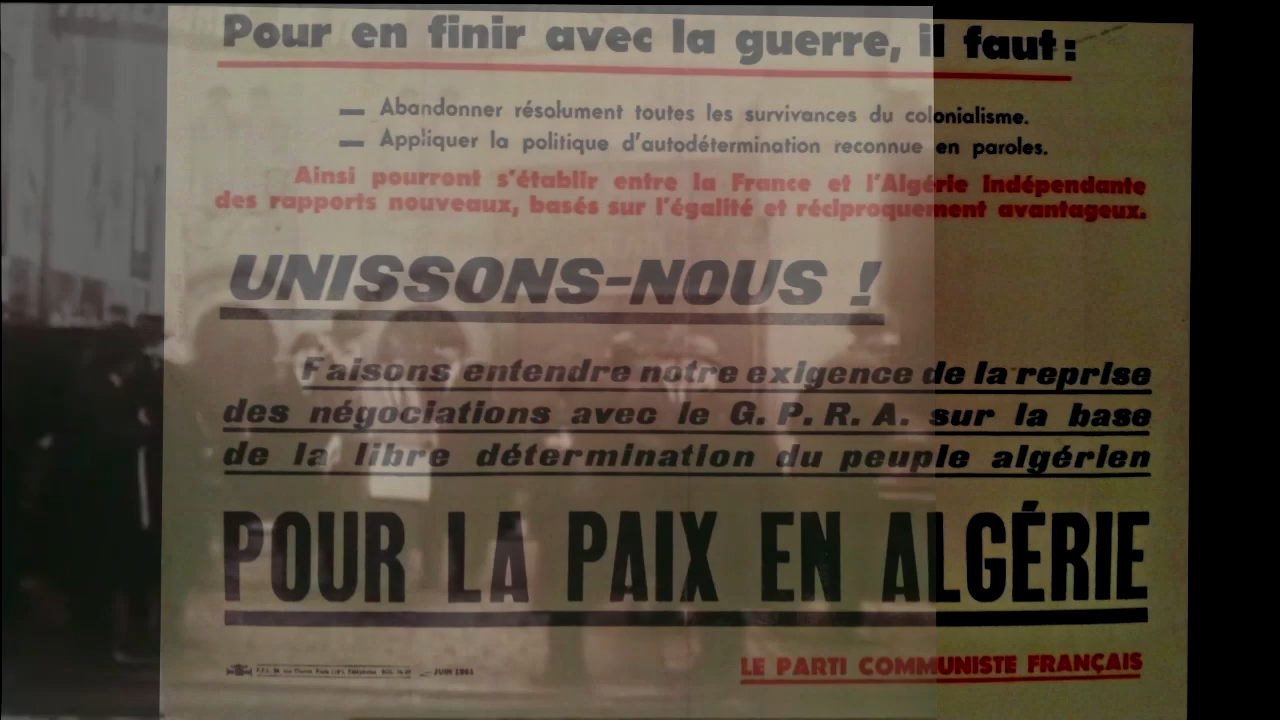 Pour en finir avec la guerre, il faut :
— Abandonner résolument toutes les survivances du colonialisme.
— Appliquer la politique d'autodétermination reconnue en paroles.
Ainsi pourront s'établir entre la France et l'Algérie indépendante
des rapports nouveaux, basés sur l'égalité et réciproquement avantageux.
UNISSONS-NOUS !
Faisons entendre notre exigence de la reprise
des négociations avec le G.P.R.A. sur la base
de la libre détermination du peuple algérien
POUR LA PAIX EN ALGÉRIE
LE PARTI COMMUNISTE FRANÇAIS
— JUIN 1961